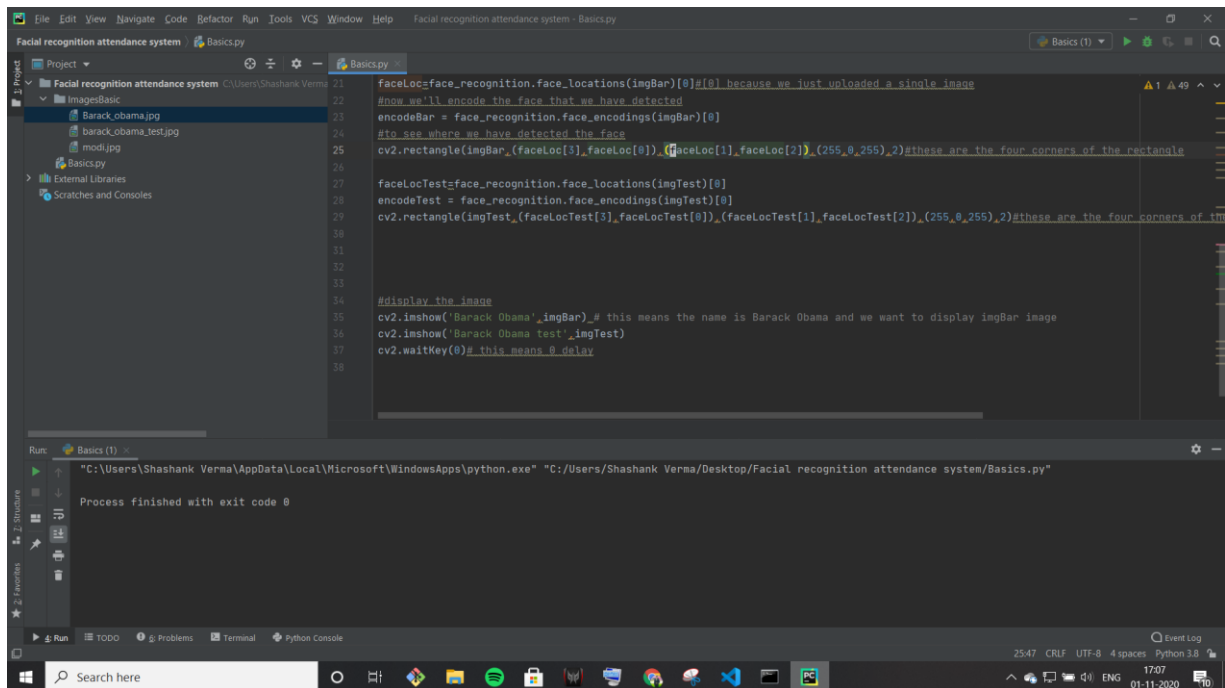 File Edit View Navigate Code Refactor Run Tools VCS Window Help Facial recognition attendance system - Basics.py
Facial recognition attendance system Basics.py Basics (1)
1: Project
Project
Basics.py
Facial recognition attendance system C:\Users\Shashank Verma
ImagesBasic
Barack_obama.jpg
barack_obama_test.jpg
modi.jpg
Basics.py
External Libraries
Scratches and Consoles
1 49
21 faceLoc=face_recognition.face_locations(imgBar)[0]#[0] because we just uploaded a single image
22 #now we'll encode the face that we have detected
23 encodeBar = face_recognition.face_encodings(imgBar)[0]
24 #to see where we have detected the face
25 cv2.rectangle(imgBar,(faceLoc[3],faceLoc[0]),(faceLoc[1],faceLoc[2]),(255,0,255),2)#these are the four corners of the rectangle
26
27 faceLocTest=face_recognition.face_locations(imgTest)[0]
28 encodeTest = face_recognition.face_encodings(imgTest)[0]
29 cv2.rectangle(imgTest,(faceLocTest[3],faceLocTest[0]),(faceLocTest[1],faceLocTest[2]),(255,0,255),2)#these are the four corners of th
30
31
32
33
34 #display the image
35 cv2.imshow('Barack Obama',imgBar) # this means the name is Barack Obama and we want to display imgBar image
36 cv2.imshow('Barack Obama test',imgTest)
37 cv2.waitKey(0)# this means 0 delay
38
Run: Basics (1)
"C:\Users\Shashank Verma\AppData\Local\Microsoft\WindowsApps\python.exe" "C:/Users/Shashank Verma/Desktop/Facial recognition attendance system/Basics.py"
Process finished with exit code 0
Z: Structure
2: Favorites
4: Run TODO 6: Problems Terminal Python Console Event Log
25:47 CRLF UTF-8 4 spaces Python 3.8
Search here
ENG
17:07
01-11-2020